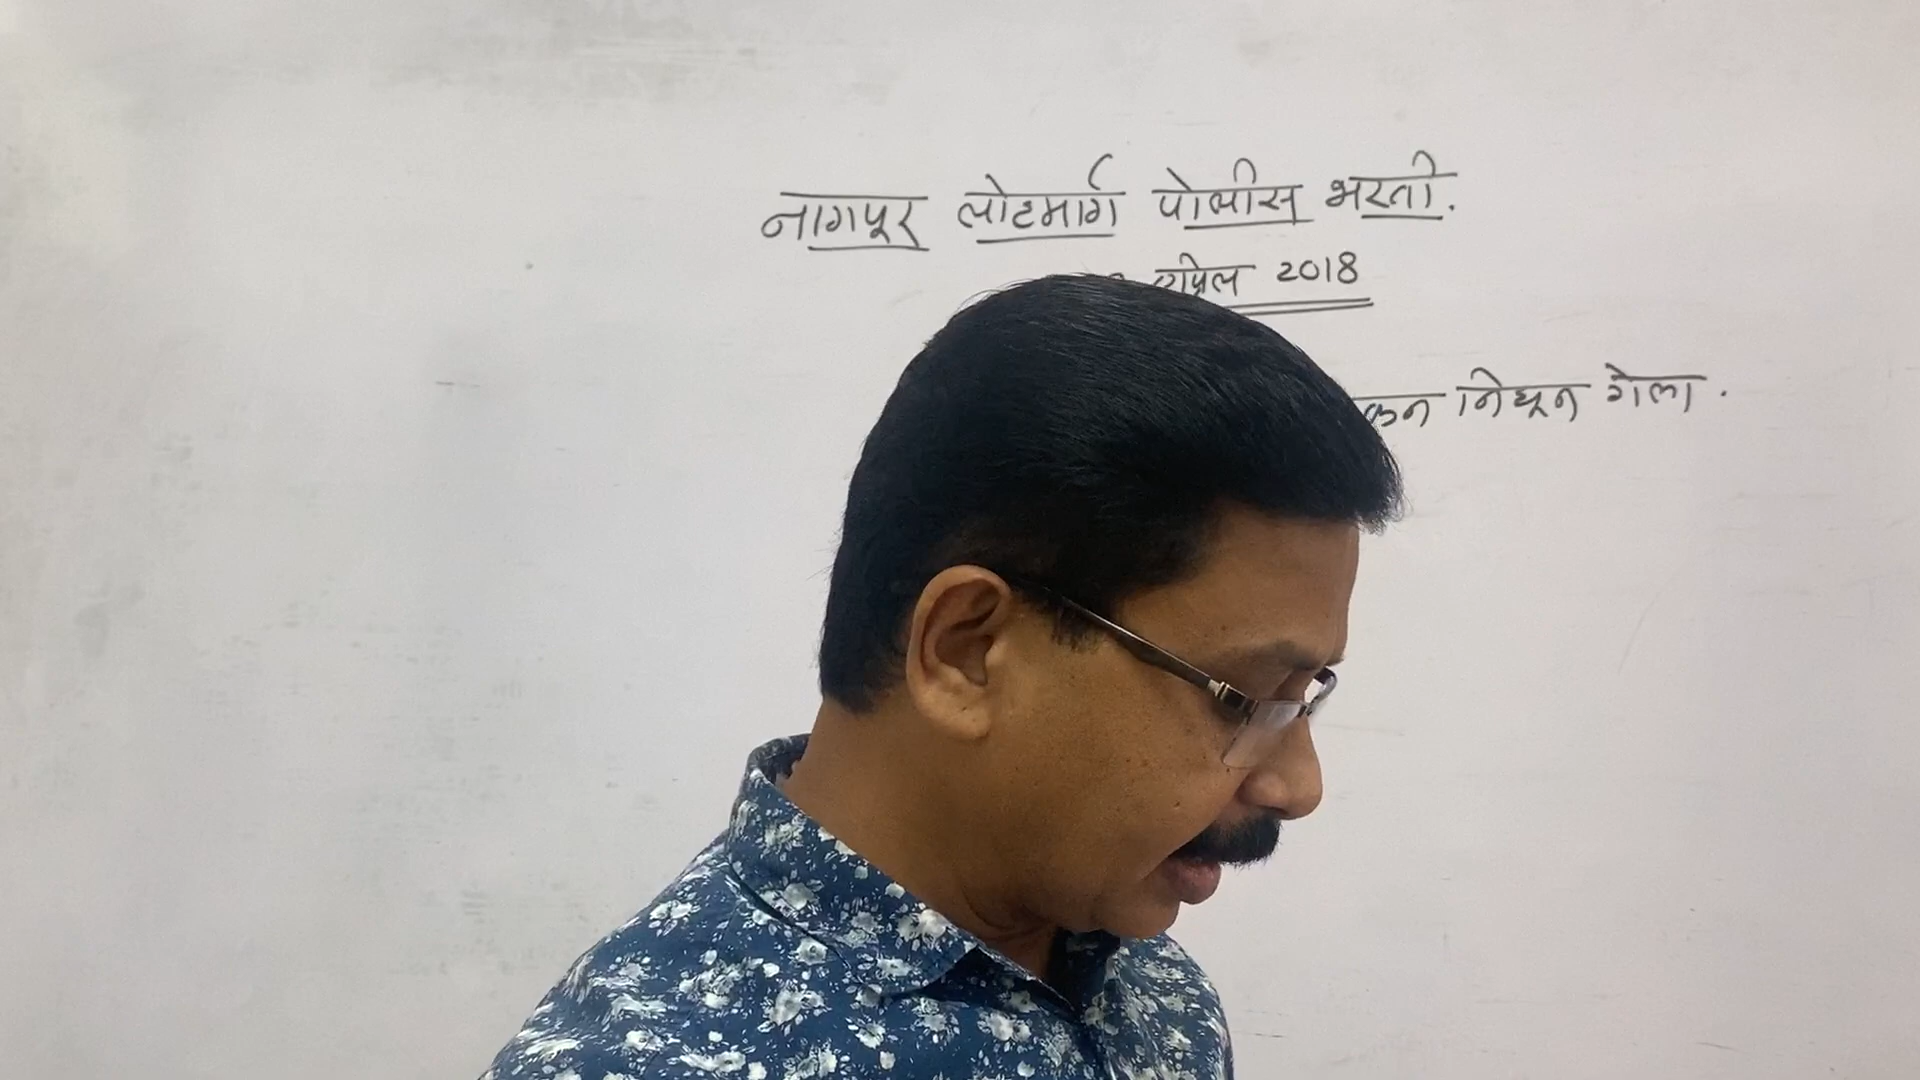 नागपूर लोहमार्ग पोलीस भरती.
एप्रिल 2018
निघून गेला.